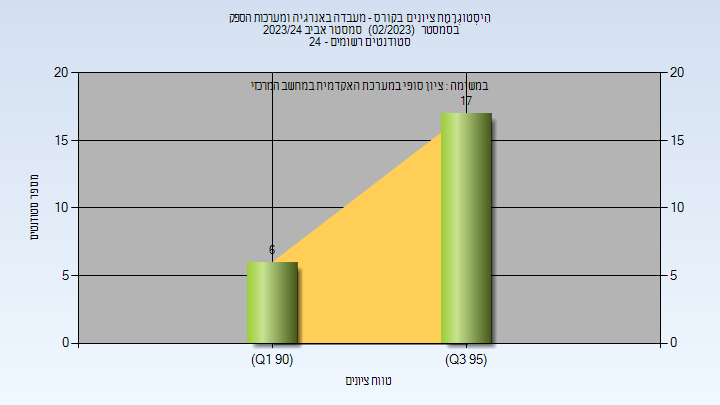 היסטוגרמת ציונים בקורס - מעבדה באנרגיה ומערכות הספק
בסמסטר (02/2023) סמסטר אביב 2023/24
סטודנטים רשומים - 24
במשימה : ציון סופי במערכת האקדמית במחשב המרכזי
20
15
10
5
0
20
15
10
5
0
מספר סטודנטים
6
17
(Q1 90)
(Q3 95)
טווח ציונים